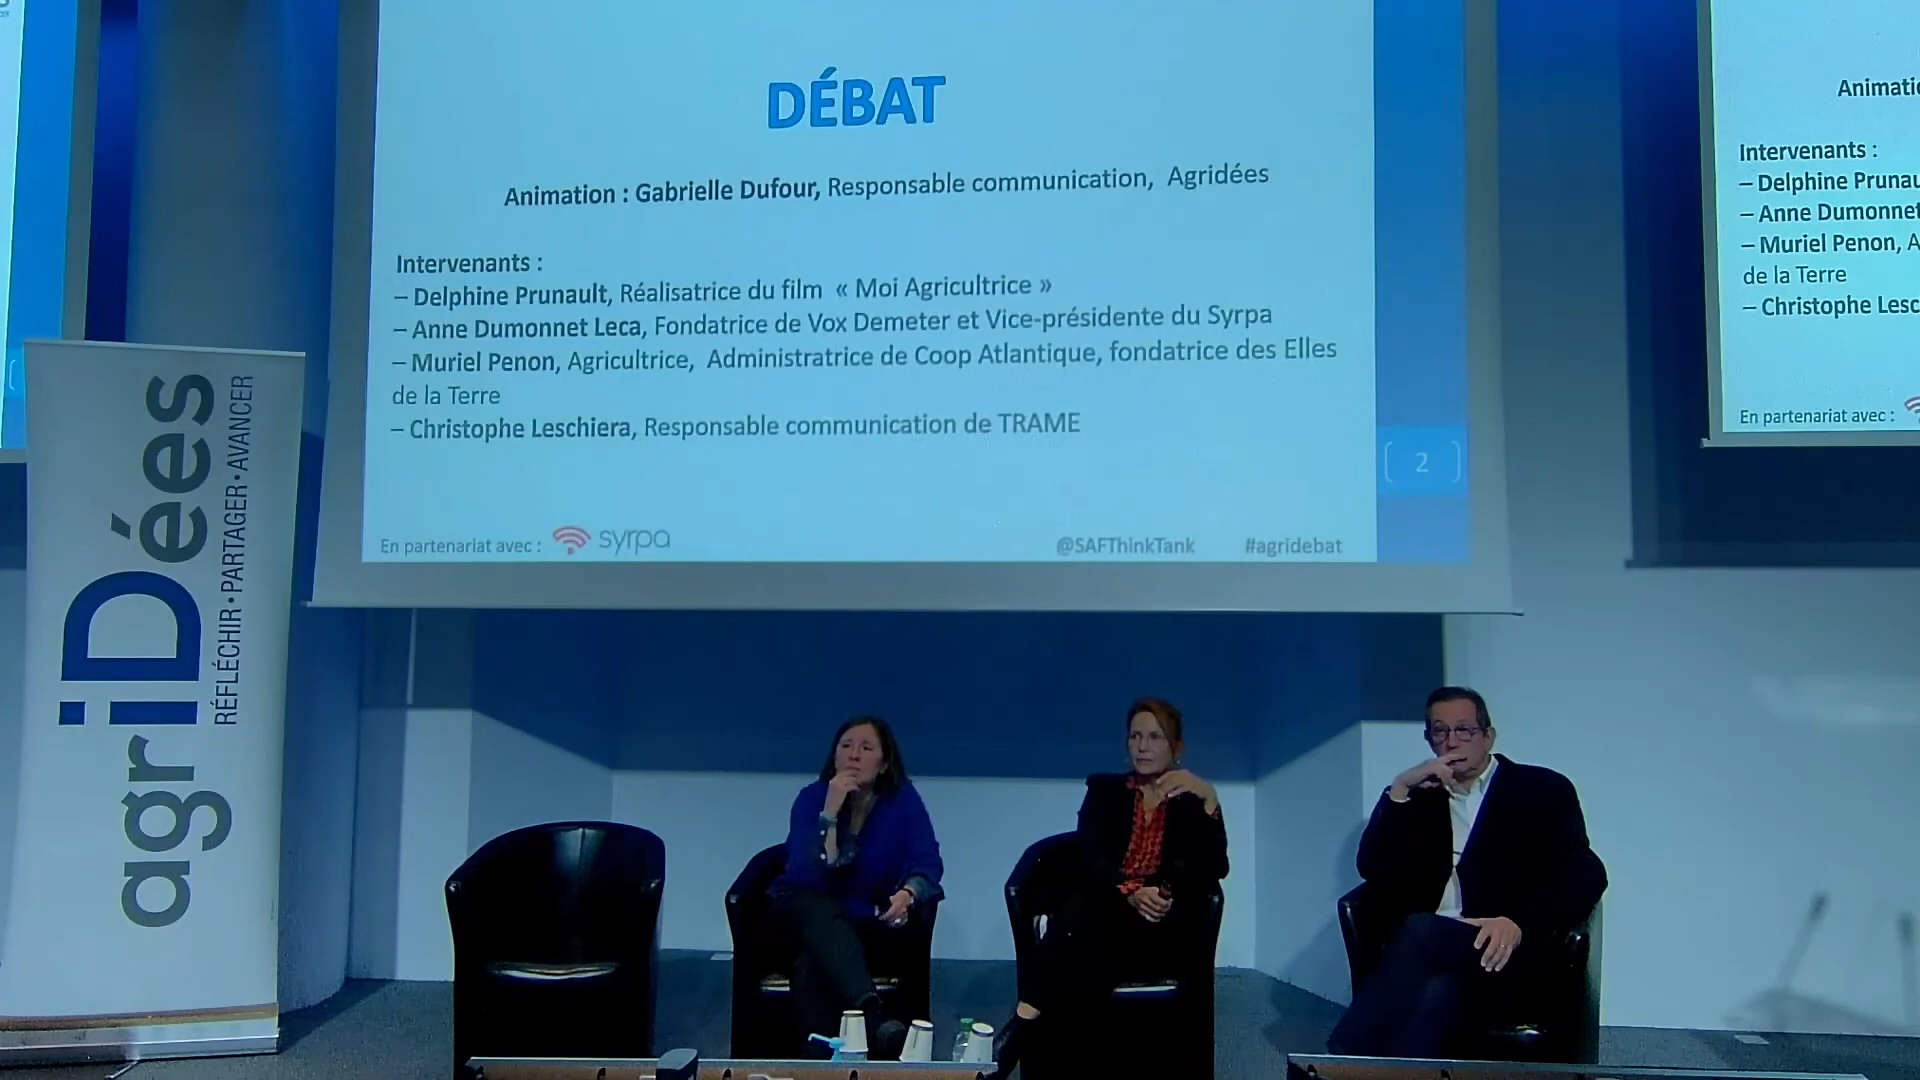 DÉBAT
Animation : Gabrielle Dufour, Responsable communication, Agridées
Intervenants :
– Delphine Prunault, Réalisatrice du film « Moi Agricultrice »
– Anne Dumonnet Leca, Fondatrice de Vox Demeter et Vice-présidente du Syrpa
– Muriel Penon, Agricultrice, Administratrice de Coop Atlantique, fondatrice des Elles
de la Terre
– Christophe Leschiera, Responsable communication de TRAME
2
En partenariat avec : syrpa
@SAFThinkTank #agridebat
agriDées
RÉFLÉCHIR • PARTAGER • AVANCER
Animati
Intervenants :
– Delphine Prunau
– Anne Dumonnet
– Muriel Penon, A
de la Terre
– Christophe Lesc
En partenariat avec :